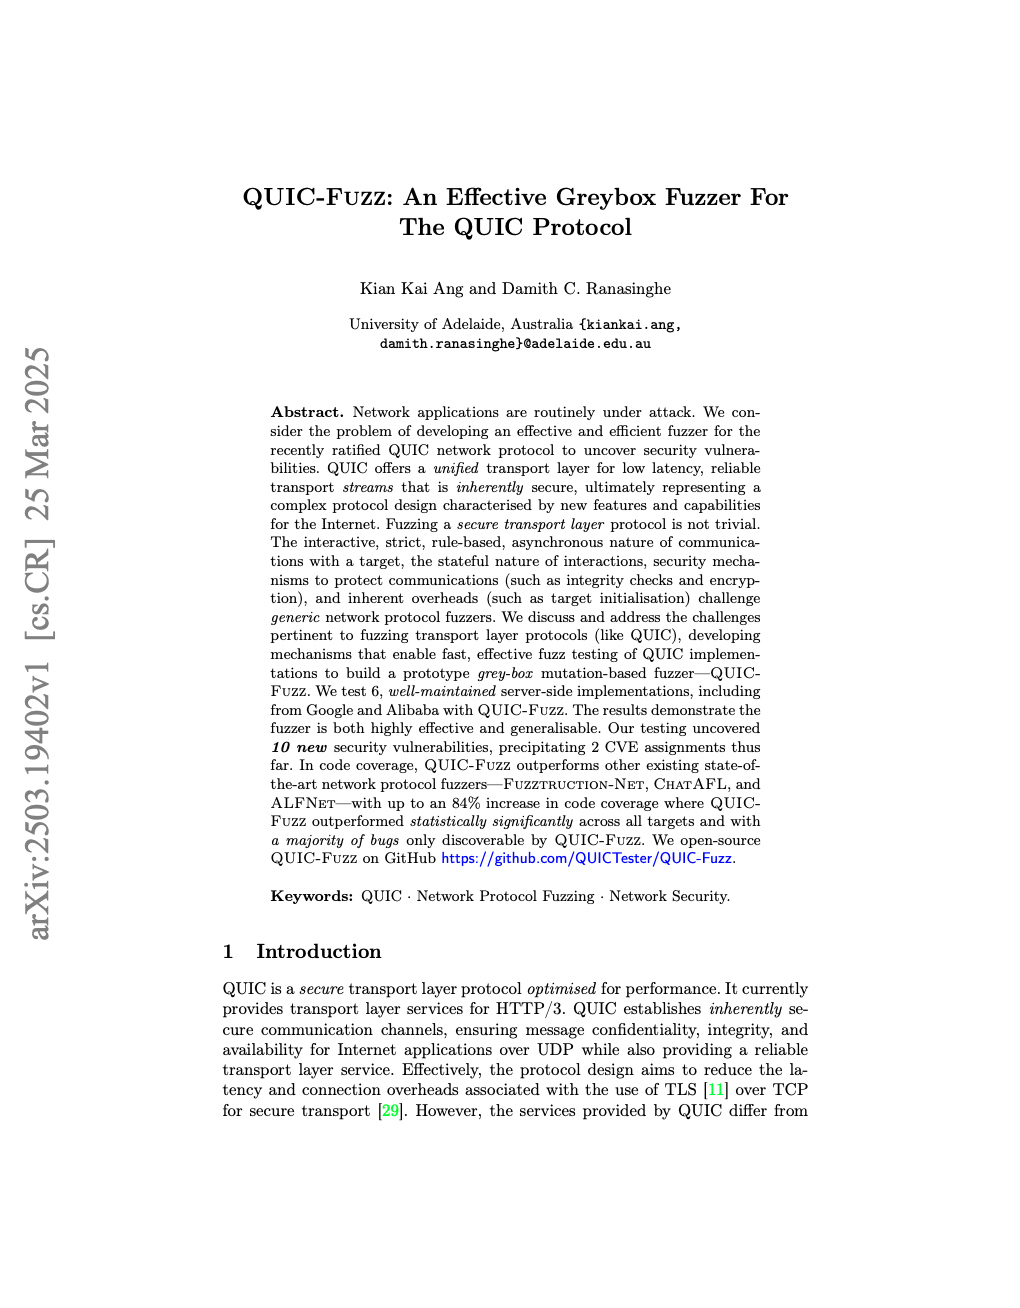 QUIC-Fuzz: An Effective Greybox Fuzzer For
The QUIC Protocol
Kian Kai Ang and Damith C. Ranasinghe
University of Adelaide, Australia {kiankai.ang,
damith.ranasinghe}@adelaide.edu.au
Abstract. Network applications are routinely under attack. We con-
sider the problem of developing an effective and efficient fuzzer for the
recently ratified QUIC network protocol to uncover security vulnera-
bilities. QUIC offers a unified transport layer for low latency, reliable
transport streams that is inherently secure, ultimately representing a
complex protocol design characterised by new features and capabilities
for the Internet. Fuzzing a secure transport layer protocol is not trivial.
The interactive, strict, rule-based, asynchronous nature of communica-
tions with a target, the stateful nature of interactions, security mecha-
nisms to protect communications (such as integrity checks and encryp-
tion), and inherent overheads (such as target initialisation) challenge
generic network protocol fuzzers. We discuss and address the challenges
pertinent to fuzzing transport layer protocols (like QUIC), developing
mechanisms that enable fast, effective fuzz testing of QUIC implemen-
tations to build a prototype grey-box mutation-based fuzzer—QUIC-
Fuzz. We test 6, well-maintained server-side implementations, including
from Google and Alibaba with QUIC-Fuzz. The results demonstrate the
fuzzer is both highly effective and generalisable. Our testing uncovered
10 new security vulnerabilities, precipitating 2 CVE assignments thus
far. In code coverage, QUIC-Fuzz outperforms other existing state-of-
the-art network protocol fuzzers—Fuzztruction-Net, ChatAFL, and
ALFNet—with up to an 84% increase in code coverage where QUIC-
Fuzz outperformed statistically significantly across all targets and with
a majority of bugs only discoverable by QUIC-Fuzz. We open-source
QUIC-Fuzz on GitHub https://github.com/QUICTester/QUIC-Fuzz.
Keywords: QUIC · Network Protocol Fuzzing · Network Security.
1 Introduction
QUIC is a secure transport layer protocol optimised for performance. It currently
provides transport layer services for HTTP/3. QUIC establishes inherently se-
cure communication channels, ensuring message confidentiality, integrity, and
availability for Internet applications over UDP while also providing a reliable
transport layer service. Effectively, the protocol design aims to reduce the la-
tency and connection overheads associated with the use of TLS [11] over TCP
for secure transport [29]. However, the services provided by QUIC differ from
arXiv:2503.19402v1 [cs.CR] 25 Mar 2025